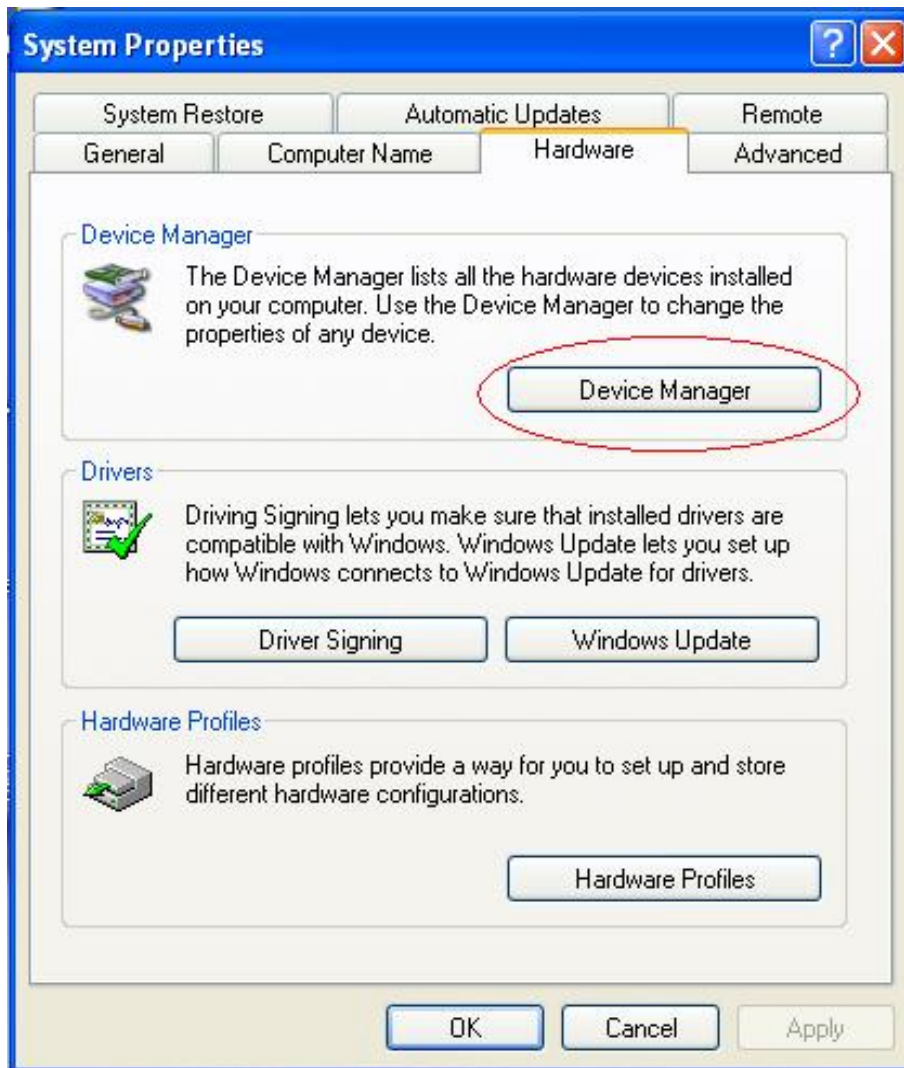 System Properties
System Restore
Automatic Updates
Remote
General
Computer Name
Hardware
Advanced
Device Manager
The Device Manager lists all the hardware devices installed
on your computer. Use the Device Manager to change the
properties of any device.
Device Manager
Drivers
Driving Signing lets you make sure that installed drivers are
compatible with Windows. Windows Update lets you set up
how Windows connects to Windows Update for drivers.
Driver Signing
Windows Update
Hardware Profiles
Hardware profiles provide a way for you to set up and store
different hardware configurations.
Hardware Profiles
OK
Cancel
Apply